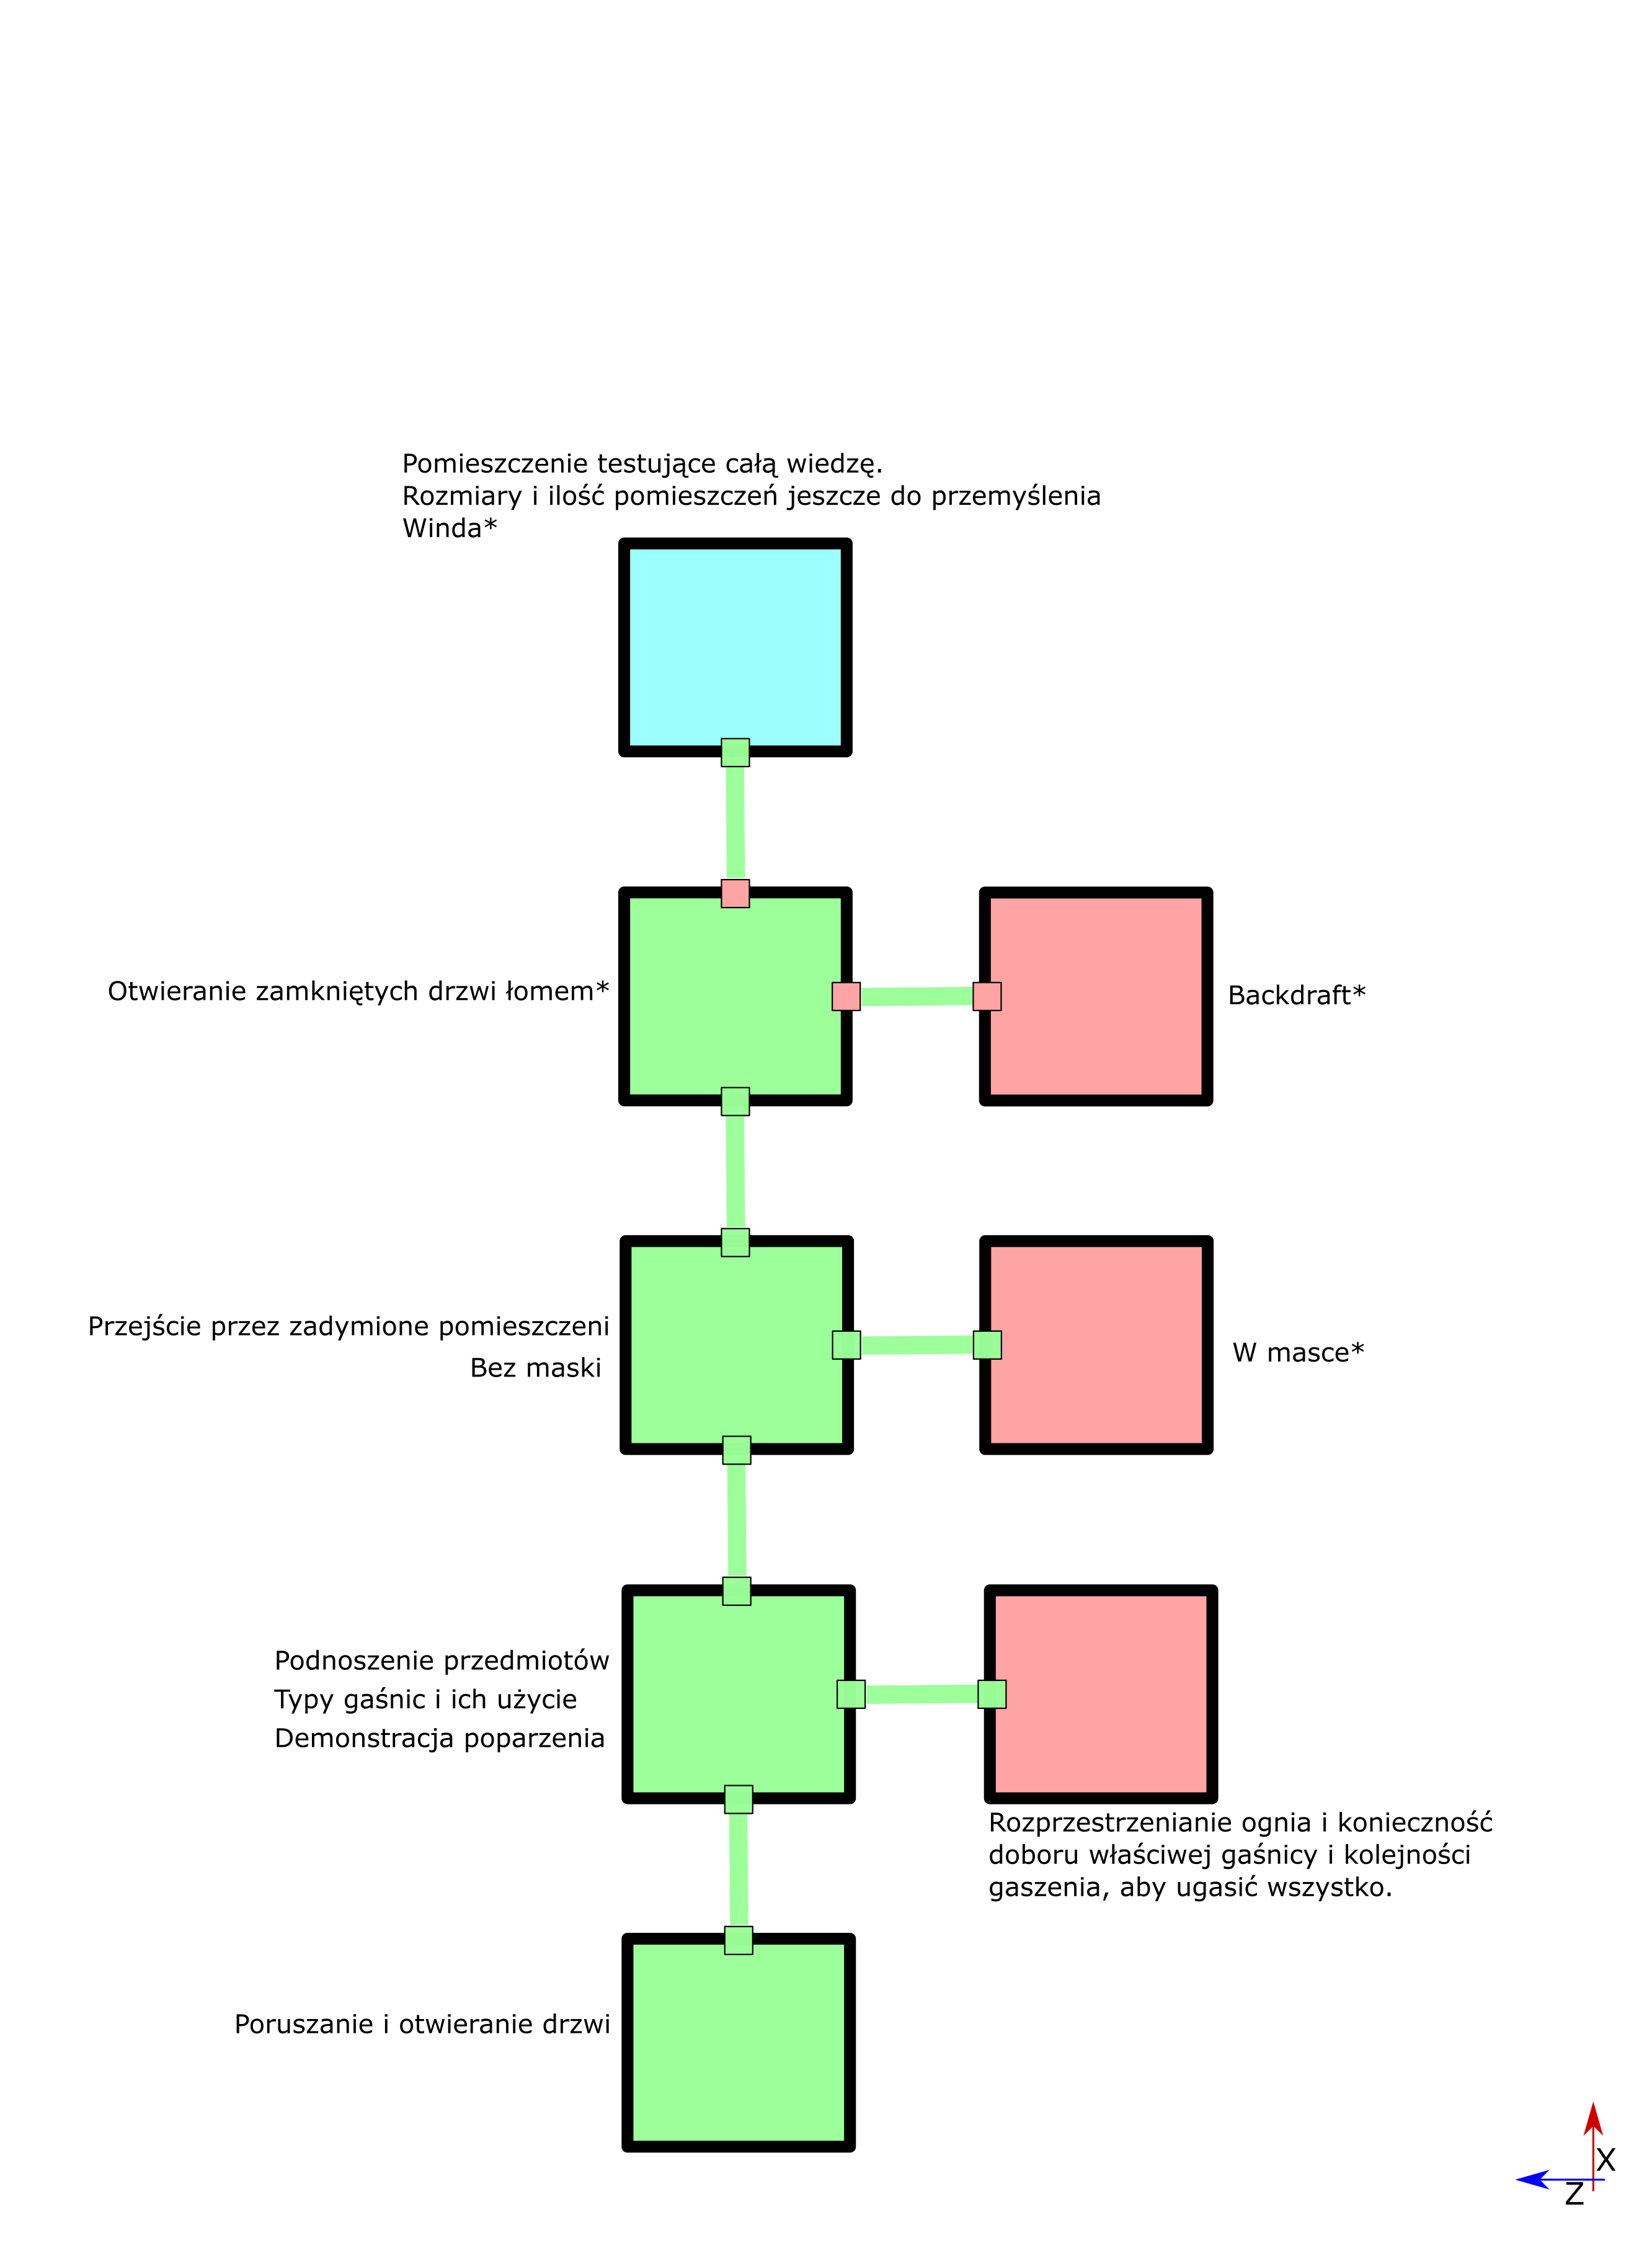 Pomieszczenie testujące całą wiedzę.
Rozmiary i ilość pomieszczeń jeszcze do przemyślenia
Winda*
Otwieranie zamkniętych drzwi łomem*
Backdraft*
Przejście przez zadymione pomieszczeni
Bez maski
W masce*
Podnoszenie przedmiotów
Typy gaśnic i ich użycie
Demonstracja poparzenia
Rozprzestrzenianie ognia i konieczność
doboru właściwej gaśnicy i kolejności
gaszenia, aby ugasić wszystko.
Poruszanie i otwieranie drzwi
X
Z